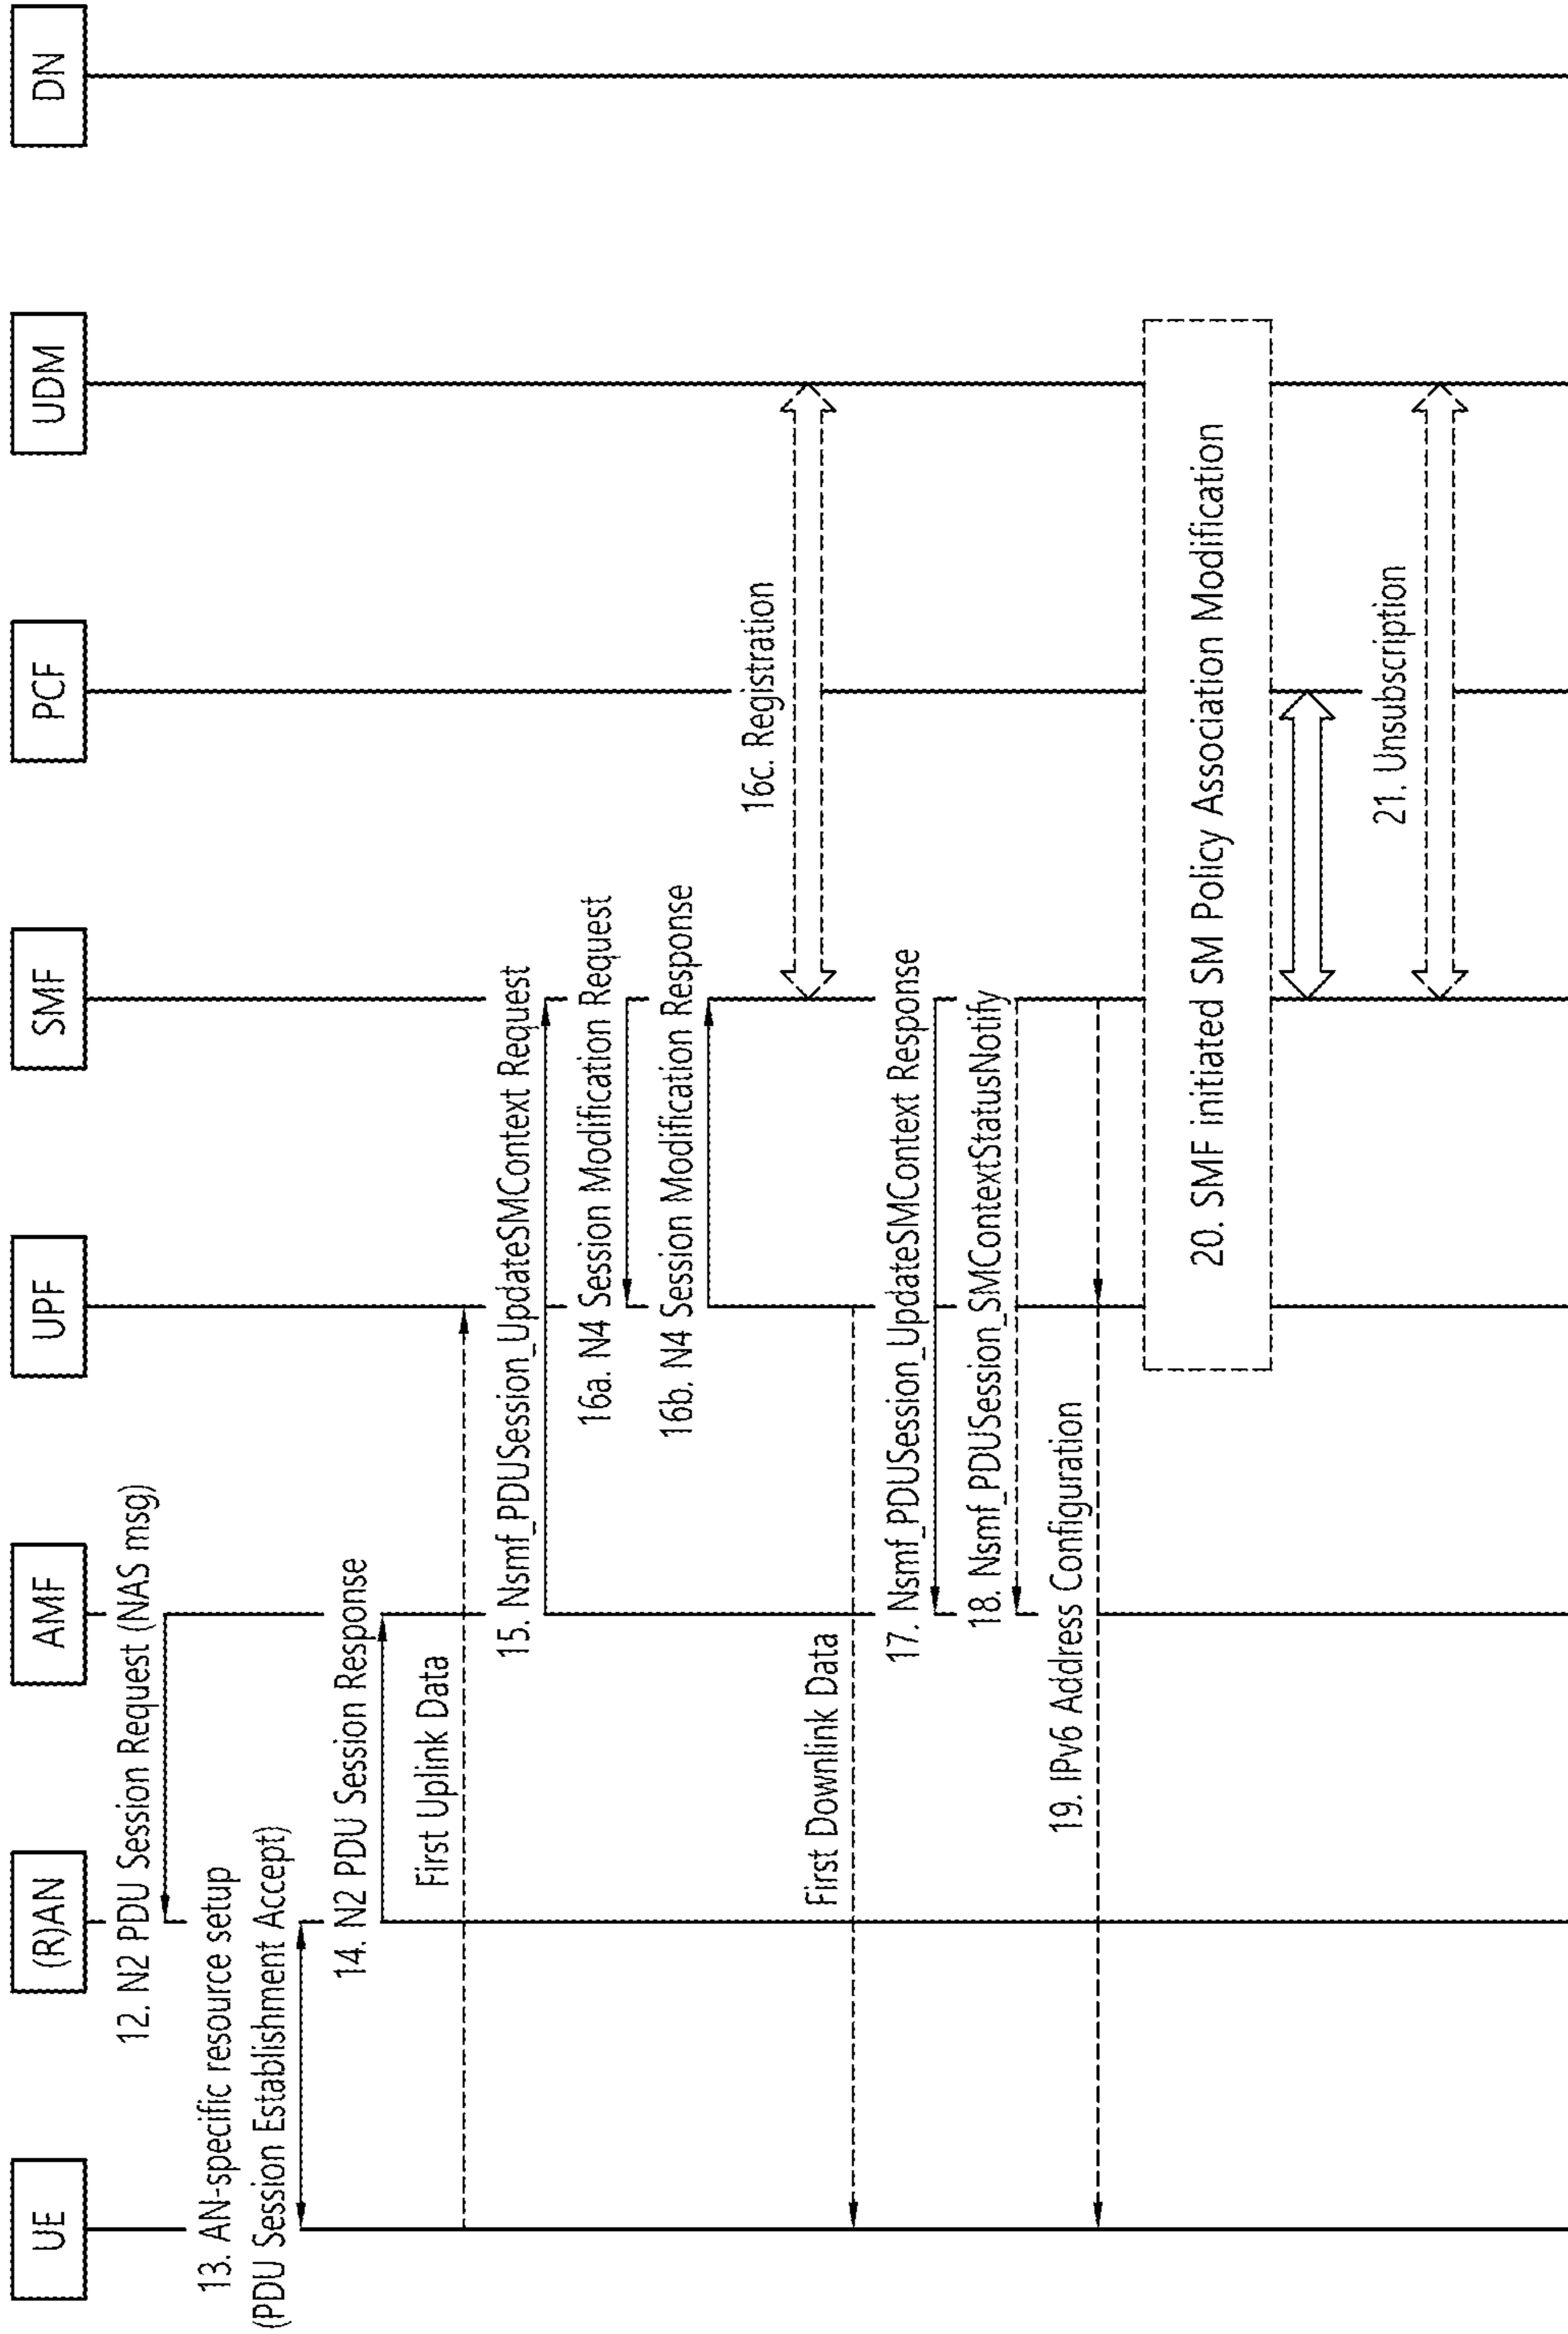 UE
(R)AN
AMF
UPF
SMF
PCF
UDM
DN
12. N2 PDU Session Request (NAS msg)
13. AN-specific resource setup
(PDU Session Establishment Accept)
14. N2 PDU Session Response
First Uplink Data
15. Nsmf_PDUSession_UpdateSMContext Request
16a. N4 Session Modification Request
16b. N4 Session Modification Response
16c. Registration
First Downlink Data
17. Nsmf_PDUSession_UpdateSMContext Response
18. Nsmf_PDUSession_SMContextStatusNotify
19. IPv6 Address Configuration
20. SMF initiated SM Policy Association Modification
21. Unsubscription